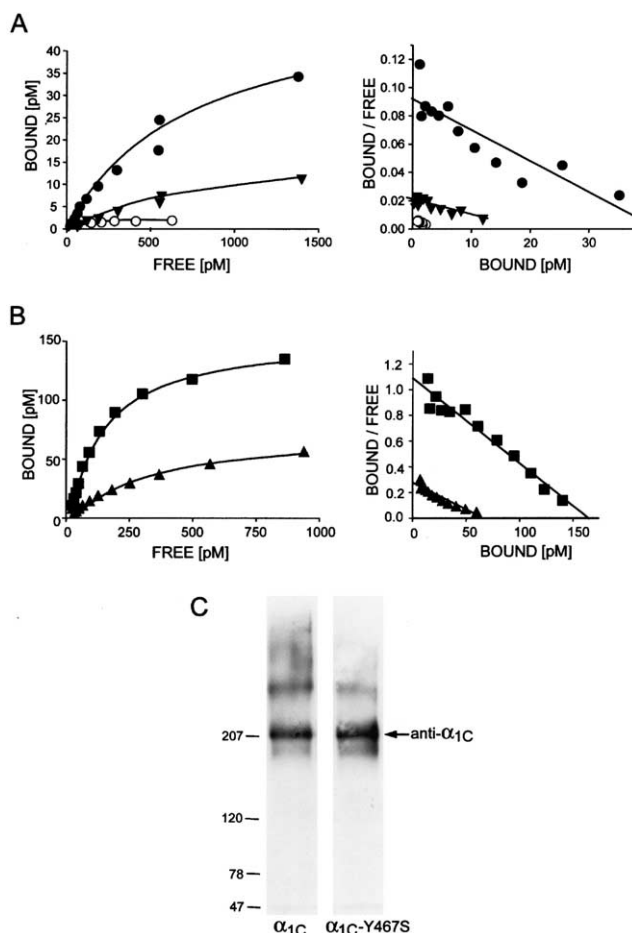 A
BOUND [pM]
40
35
30
25
20
15
10
5
0
0 500 1000 1500
FREE [pM]
BOUND / FREE
0.12
0.10
0.08
0.06
0.04
0.02
0.00
0 10 20 30
BOUND [pM]
B
BOUND [pM]
150
100
50
0 250 500 750 1000
FREE [pM]
BOUND / FREE
1.2
1.0
0.8
0.6
0.4
0.2
0.0
0 50 100 150
BOUND [pM]
C
207
anti-α1C
120
78
47
α1C α1C-Y467S